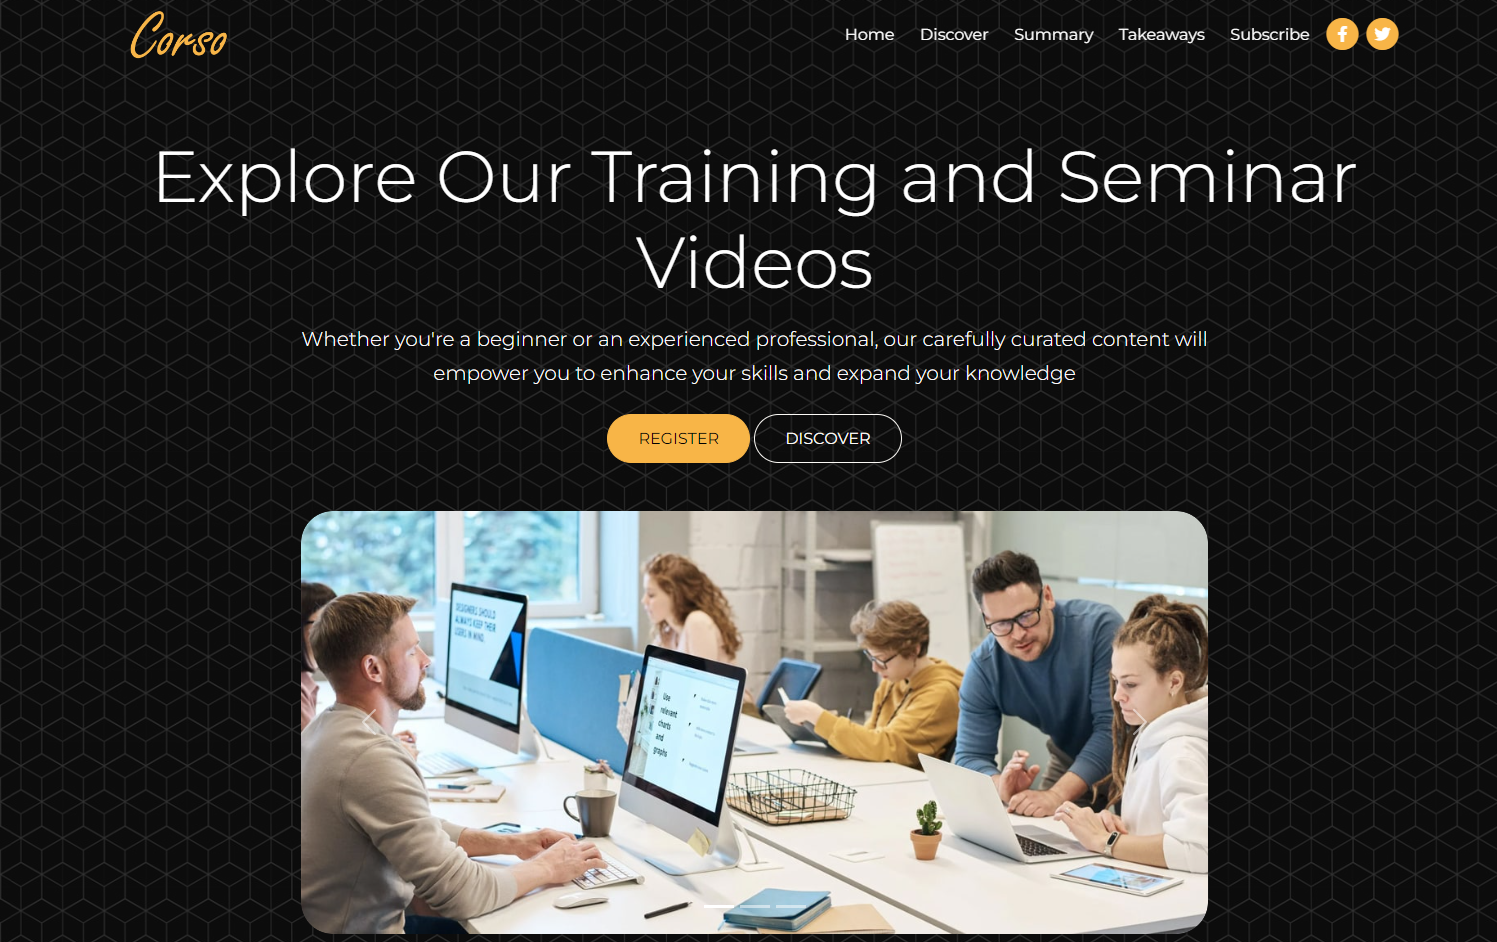 Corso
Home Discover Summary Takeaways Subscribe
Explore Our Training and Seminar
Videos
Whether you're a beginner or an experienced professional, our carefully curated content will
empower you to enhance your skills and expand your knowledge
REGISTER DISCOVER
DESIGNERS SHOULD
ALWAYS KEEP THEIR
USERS IN MIND.
Use
relevant
charts
and
graphs